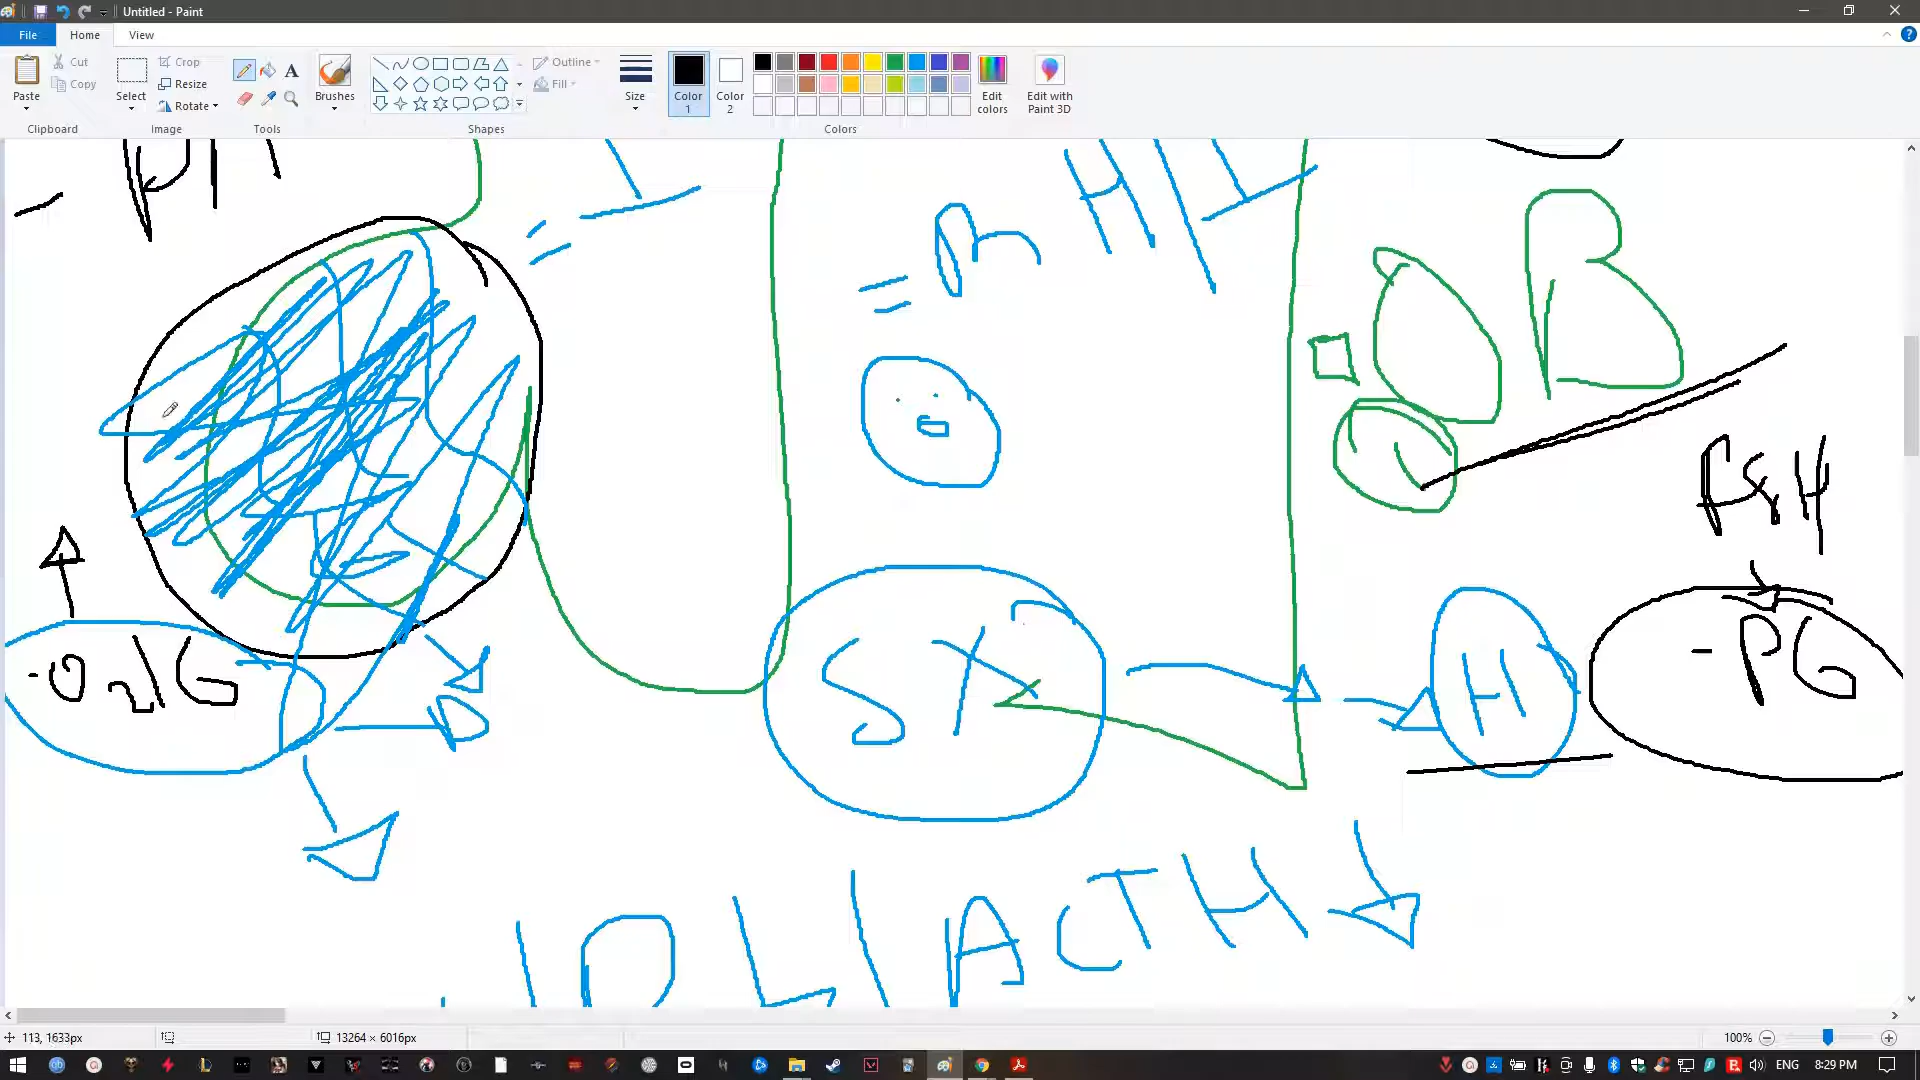 Untitled - Paint
File
Home
View
Paste
Cut
Copy
Clipboard
Select
Crop
Resize
Rotate
Image
A
Tools
Brushes
Shapes
Outline
Fill
Size
Color
1
Color
2
Colors
Edit
colors
Edit with
Paint 3D
FSH
-PG
SX
H
ACTH
113, 1633px
13264 × 6016px
100%
ENG
8:29 PM